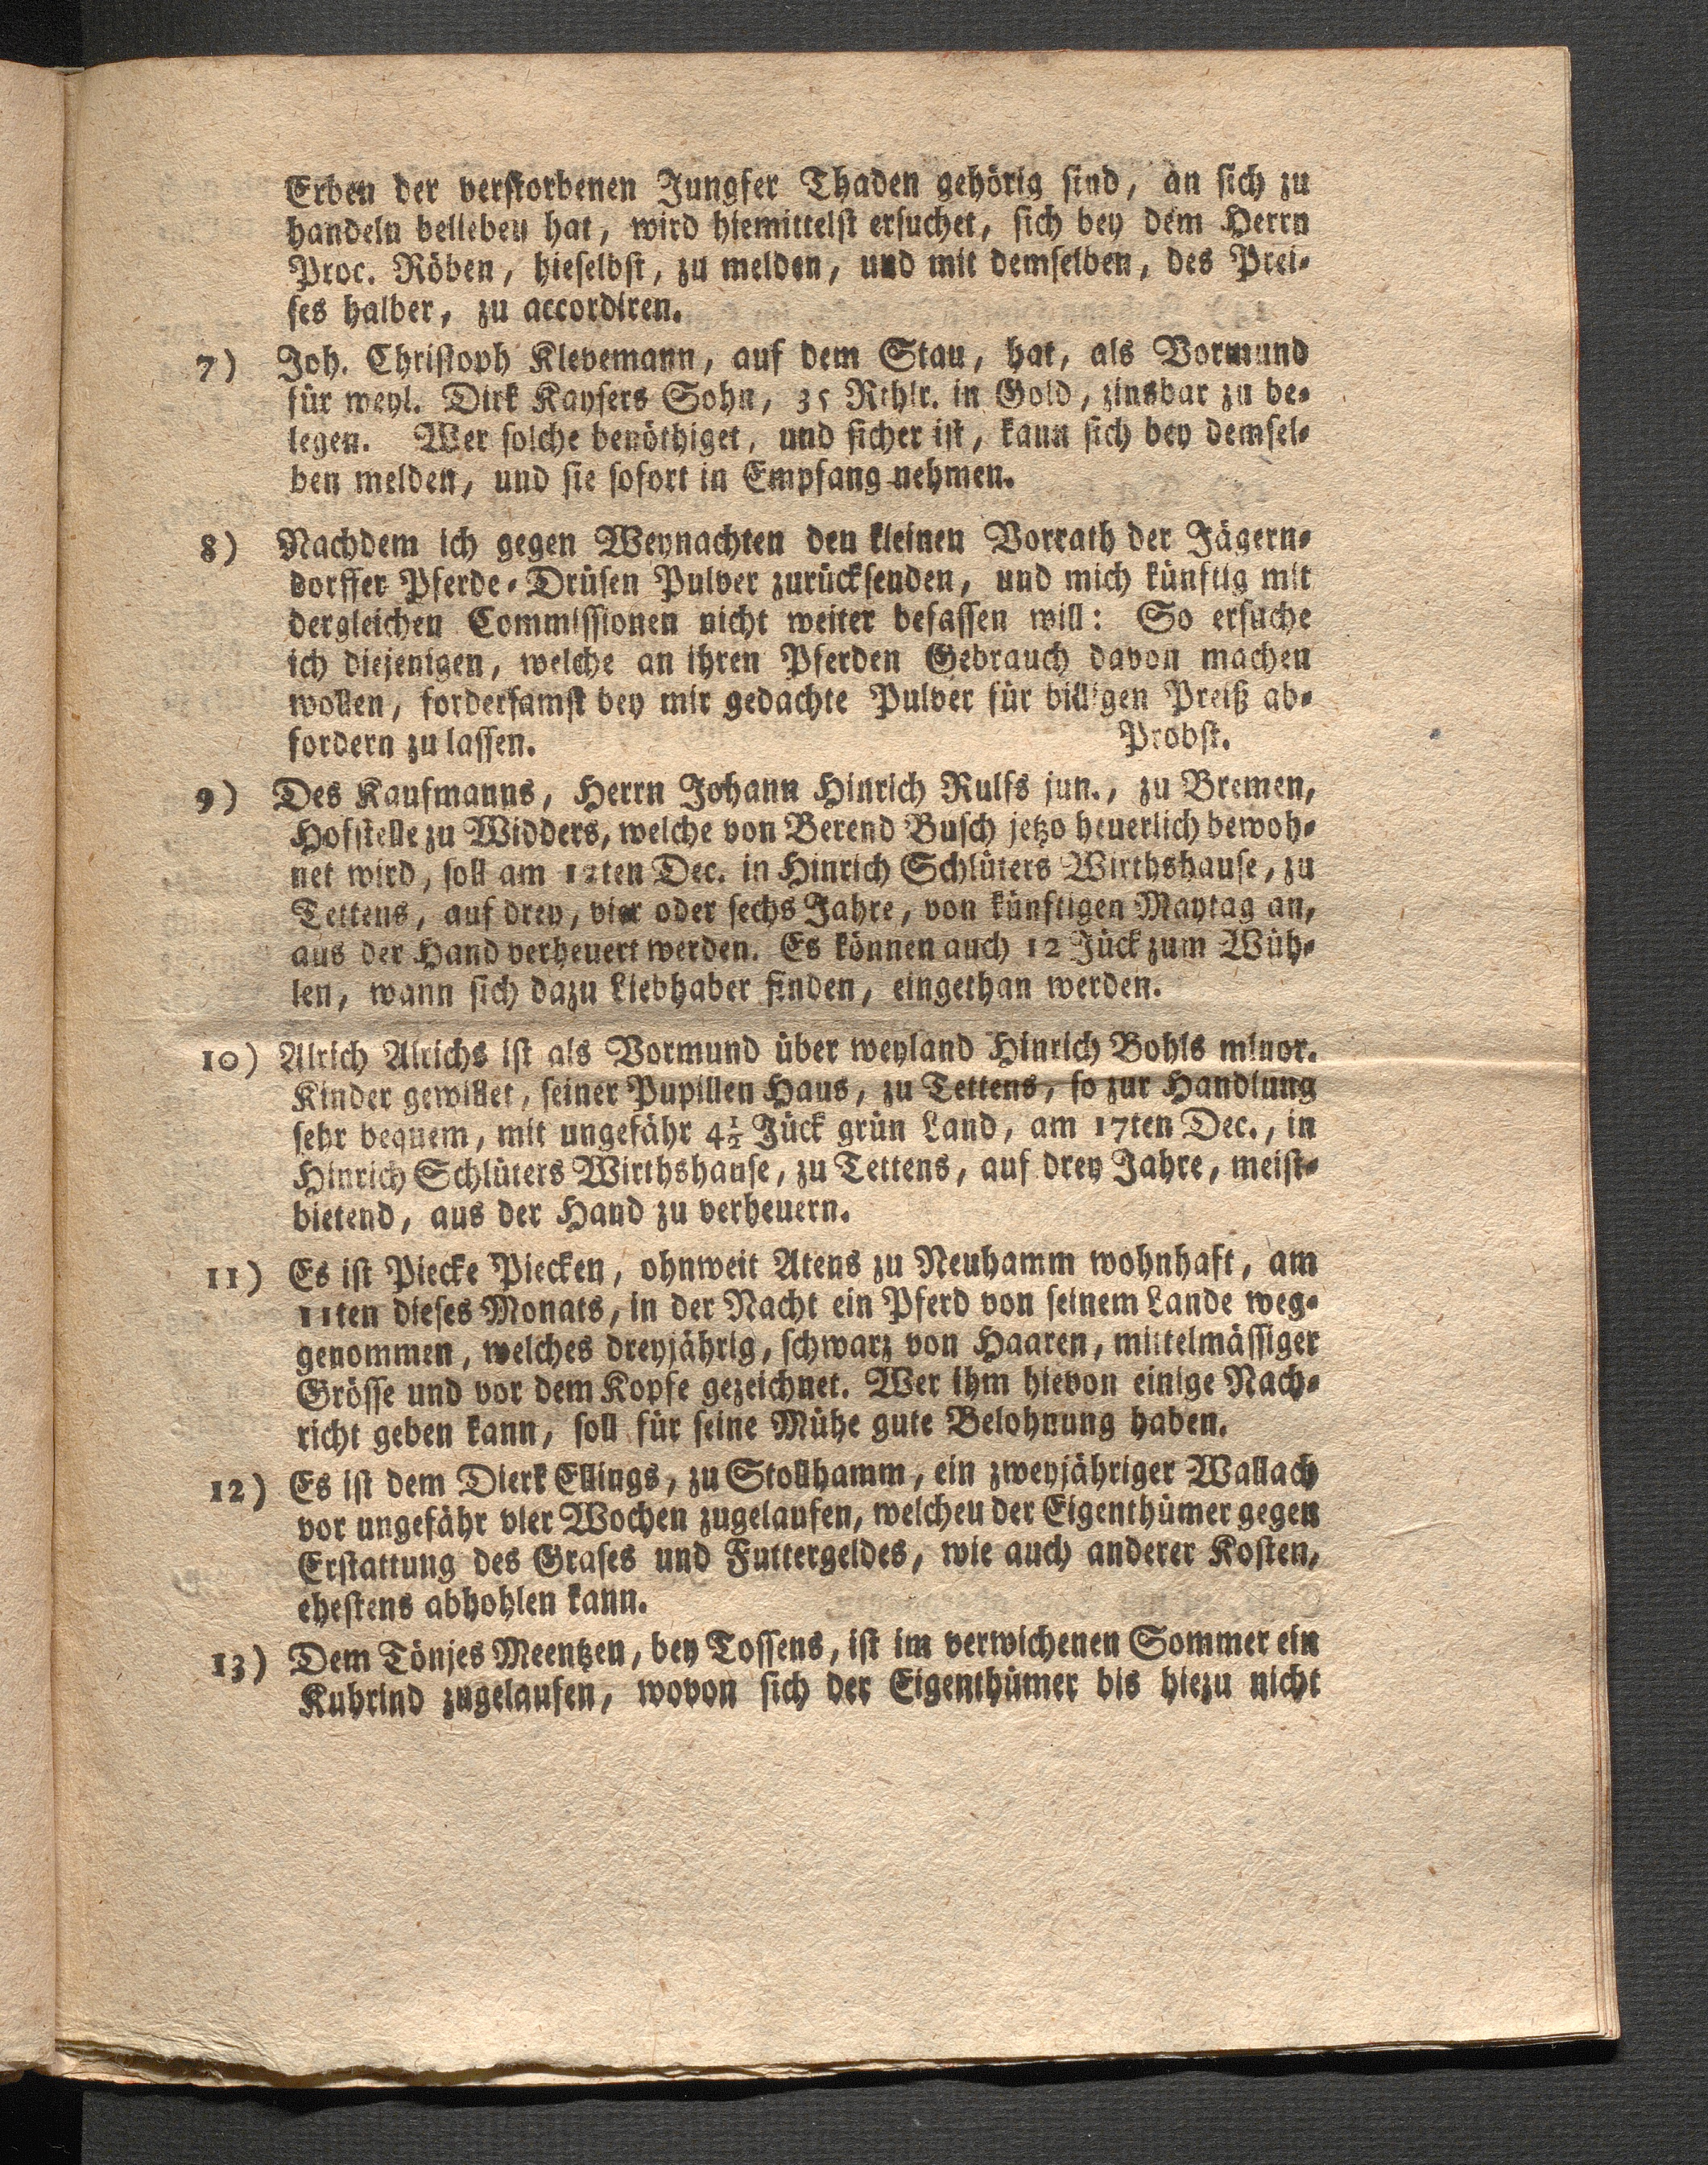 Erben der verstorbenen Jungfer Thaden gehörig sind, an sich zu
handeln belieben hat, wird hiemittelst ersuchet, sich bey dem Herrn
Proc. Röben, hieselbst, zu melden, und mit demselben, des Prei-
ses halber, zu accordiren.
7) Joh. Christoph Klevemann, auf dem Stau, hat, als Vormund
für weyl. Dirk Kaysers Sohn, 35 Rthlr. in Gold, zinsbar zu be-
legen. Wer solche benöthiget, und sicher ist, kann sich bey demsel-
ben melden, und sie sofort in Empfang nehmen.
8) Nachdem ich gegen Weynachten den kleinen Vorrath der Jägern-
dorffer Pferde-Drüsen Pulver zurücksenden, und mich künftig mit
dergleichen Commissionen nicht weiter befassen will: So ersuche
ich diejenigen, welche an ihren Pferden Gebrauch davon machen
wollen, fordersamst bey mir gedachte Pulver für billigen Preiß ab-
fordern zu lassen. Probst.
9) Des Kaufmanns, Herrn Johann Hinrich Rulfs jun., zu Bremen,
Hofstelle zu Widders, welche von Berend Busch jetzo heuerlich bewoh-
net wird, soll am 12ten Dec. in Hinrich Schlüters Wirthshause, zu
Tettens, auf drey, vier oder sechs Jahre, von künftigen Maytag an,
aus der Hand verheuert werden. Es können auch 12 Jück zum Wüh-
len, wann sich dazu Liebhaber finden, eingethan werden.
10) Alrich Alrichs ist als Vormund über weyland Hinrich Bohls minor.
Kinder gewillet, seiner Pupillen Haus, zu Tettens, so zur Handlung
sehr bequem, mit ungefähr 4½ Jück grün Land, am 17ten Dec., in
Hinrich Schlüters Wirthshause, zu Tettens, auf drey Jahre, meist-
bietend, aus der Hand zu verheuern.
11) Es ist Piecke Piecken, ohnweit Atens zu Neuhamm wohnhaft, am
11ten dieses Monats, in der Nacht ein Pferd von seinem Lande weg-
genommen, welches dreyjährig, schwarz von Haaren, mittelmässiger
Grösse und vor dem Kopfe gezeichnet. Wer ihm hievon einige Nach-
richt geben kann, soll für seine Mühe gute Belohnung haben.
12) Es ist dem Dierk Ellings, zu Stollhamm, ein zweyjähriger Wallach
vor ungefähr vier Wochen zugelaufen, welchen der Eigenthümer gegen
Erstattung des Grases und Futtergeldes, wie auch anderer Kosten,
ehestens abhohlen kann.
13) Dem Tönjes Meentzen, bey Tossens, ist im verwichenen Sommer ein
Kuhrind zugelaufen, wovon sich der Eigenthümer bis hiezu nicht